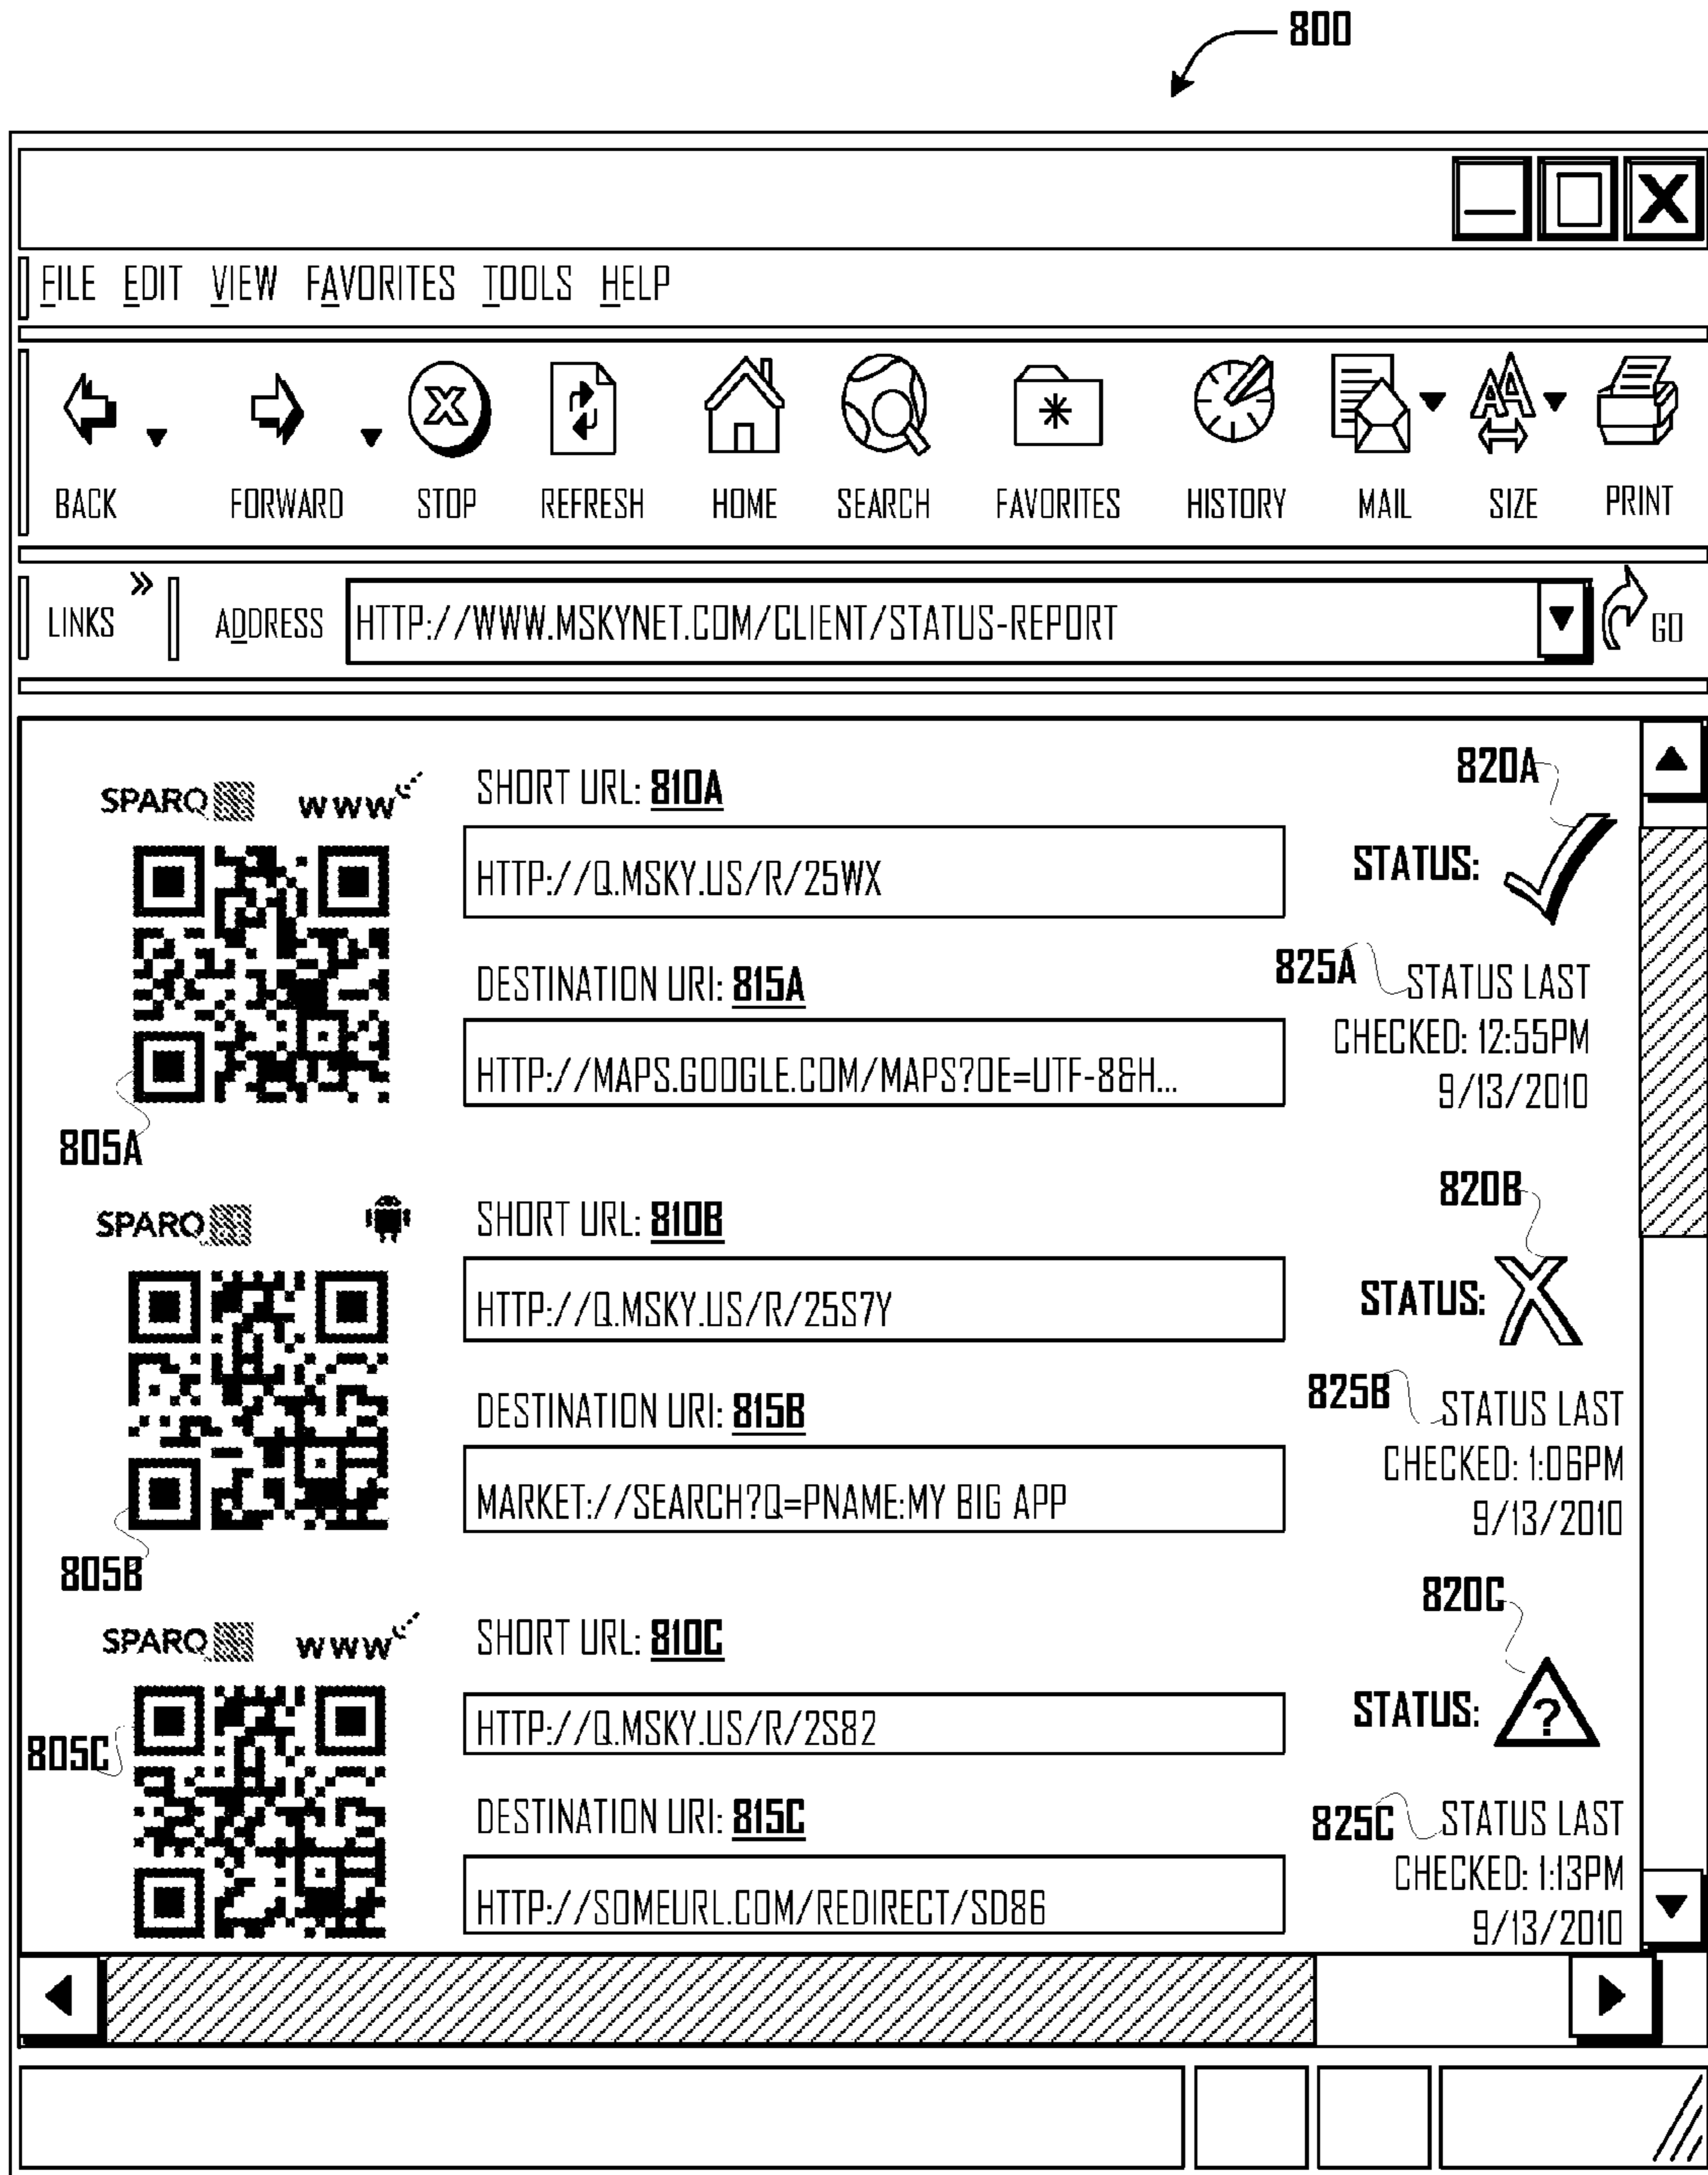 800
FILE EDIT VIEW FAVORITES TOOLS HELP
BACK FORWARD STOP REFRESH HOME SEARCH FAVORITES HISTORY MAIL SIZE PRINT
LINKS » ADDRESS HTTP://WWW.MSKYNET.COM/CLIENT/STATUS-REPORT GO
SPARQ www SHORT URL: 810A
820A
HTTP://Q.MSKY.US/R/25WX
STATUS:
DESTINATION URI: 815A
825A STATUS LAST
CHECKED: 12:55PM
9/13/2010
HTTP://MAPS.GOOGLE.COM/MAPS?OE=UTF-8&H...
805A
SPARQ SHORT URL: 810B
820B
HTTP://Q.MSKY.US/R/25S7Y
STATUS: X
DESTINATION URI: 815B
825B STATUS LAST
CHECKED: 1:06PM
9/13/2010
MARKET://SEARCH?Q=PNAME:MY BIG APP
805B
SPARQ www SHORT URL: 810C
820C
HTTP://Q.MSKY.US/R/2S82
STATUS: ?
805C
DESTINATION URI: 815C
825C STATUS LAST
CHECKED: 1:13PM
9/13/2010
HTTP://SOMEURL.COM/REDIRECT/SD86